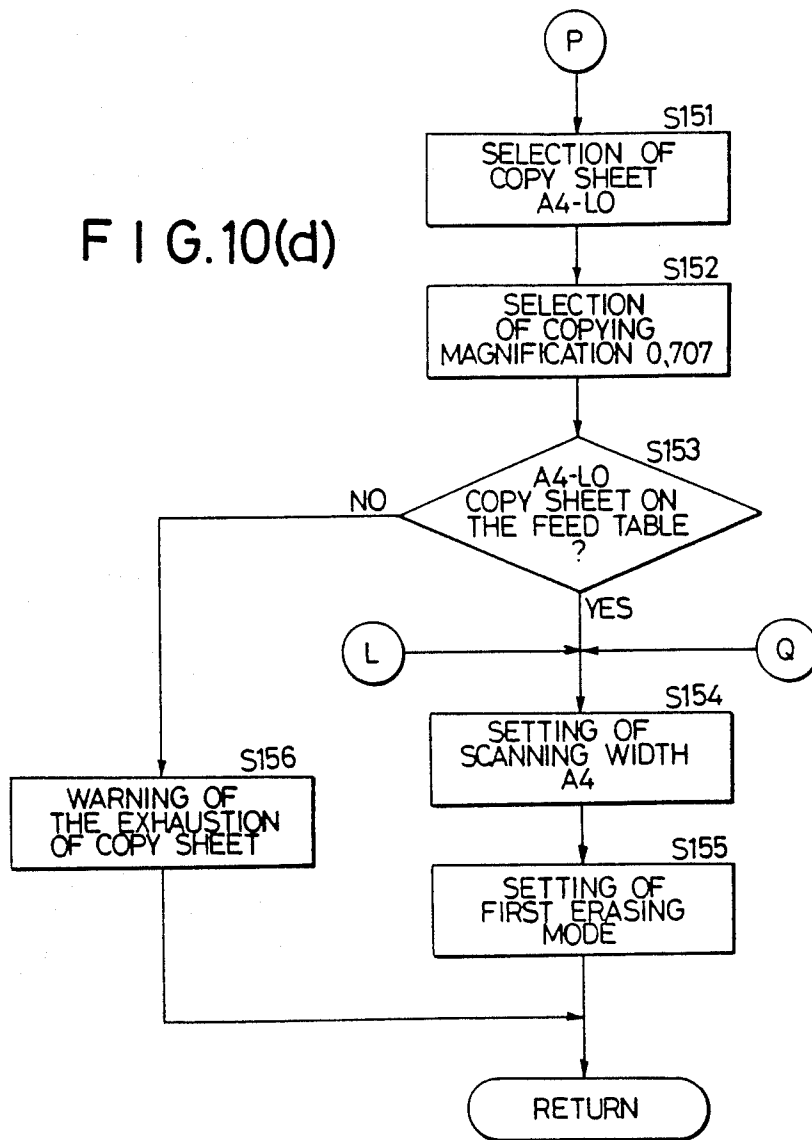 P
S151
SELECTION OF
COPY SHEET
A4-LO
F I G.10(d)
S152
SELECTION
OF COPYING
MAGNIFICATION 0,707
S153
A4-LO
COPY SHEET ON
THE FEED TABLE
?
NO
YES
L
Q
S154
SETTING OF
SCANNING WIDTH
A4
S156
WARNING OF
THE EXHAUSTION
OF COPY SHEET
S155
SETTING OF
FIRST ERASING
MODE
RETURN